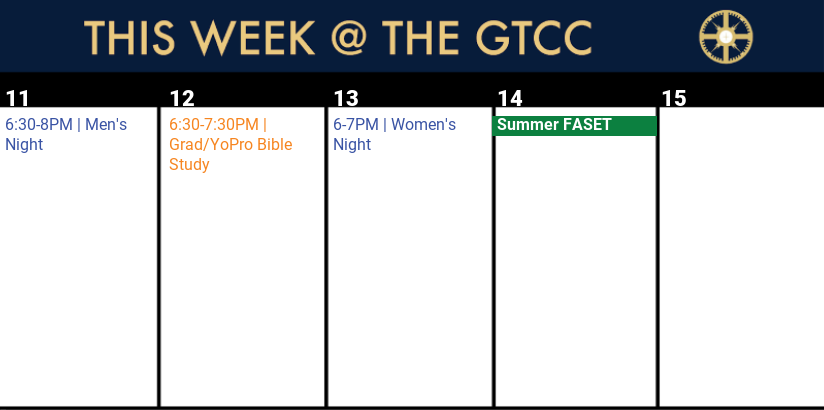 THIS WEEK @ THE GTCC
11
12
13
14
15
6:30-8PM | Men's
Night
6:30-7:30PM |
Grad/YoPro Bible
Study
6-7PM | Women's
Night
Summer FASET